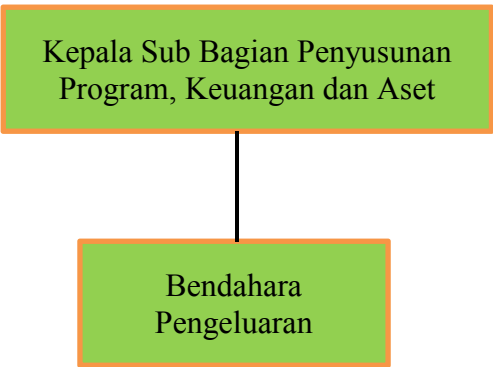 Kepala Sub Bagian Penyusunan
Program, Keuangan dan Aset
Bendahara
Pengeluaran